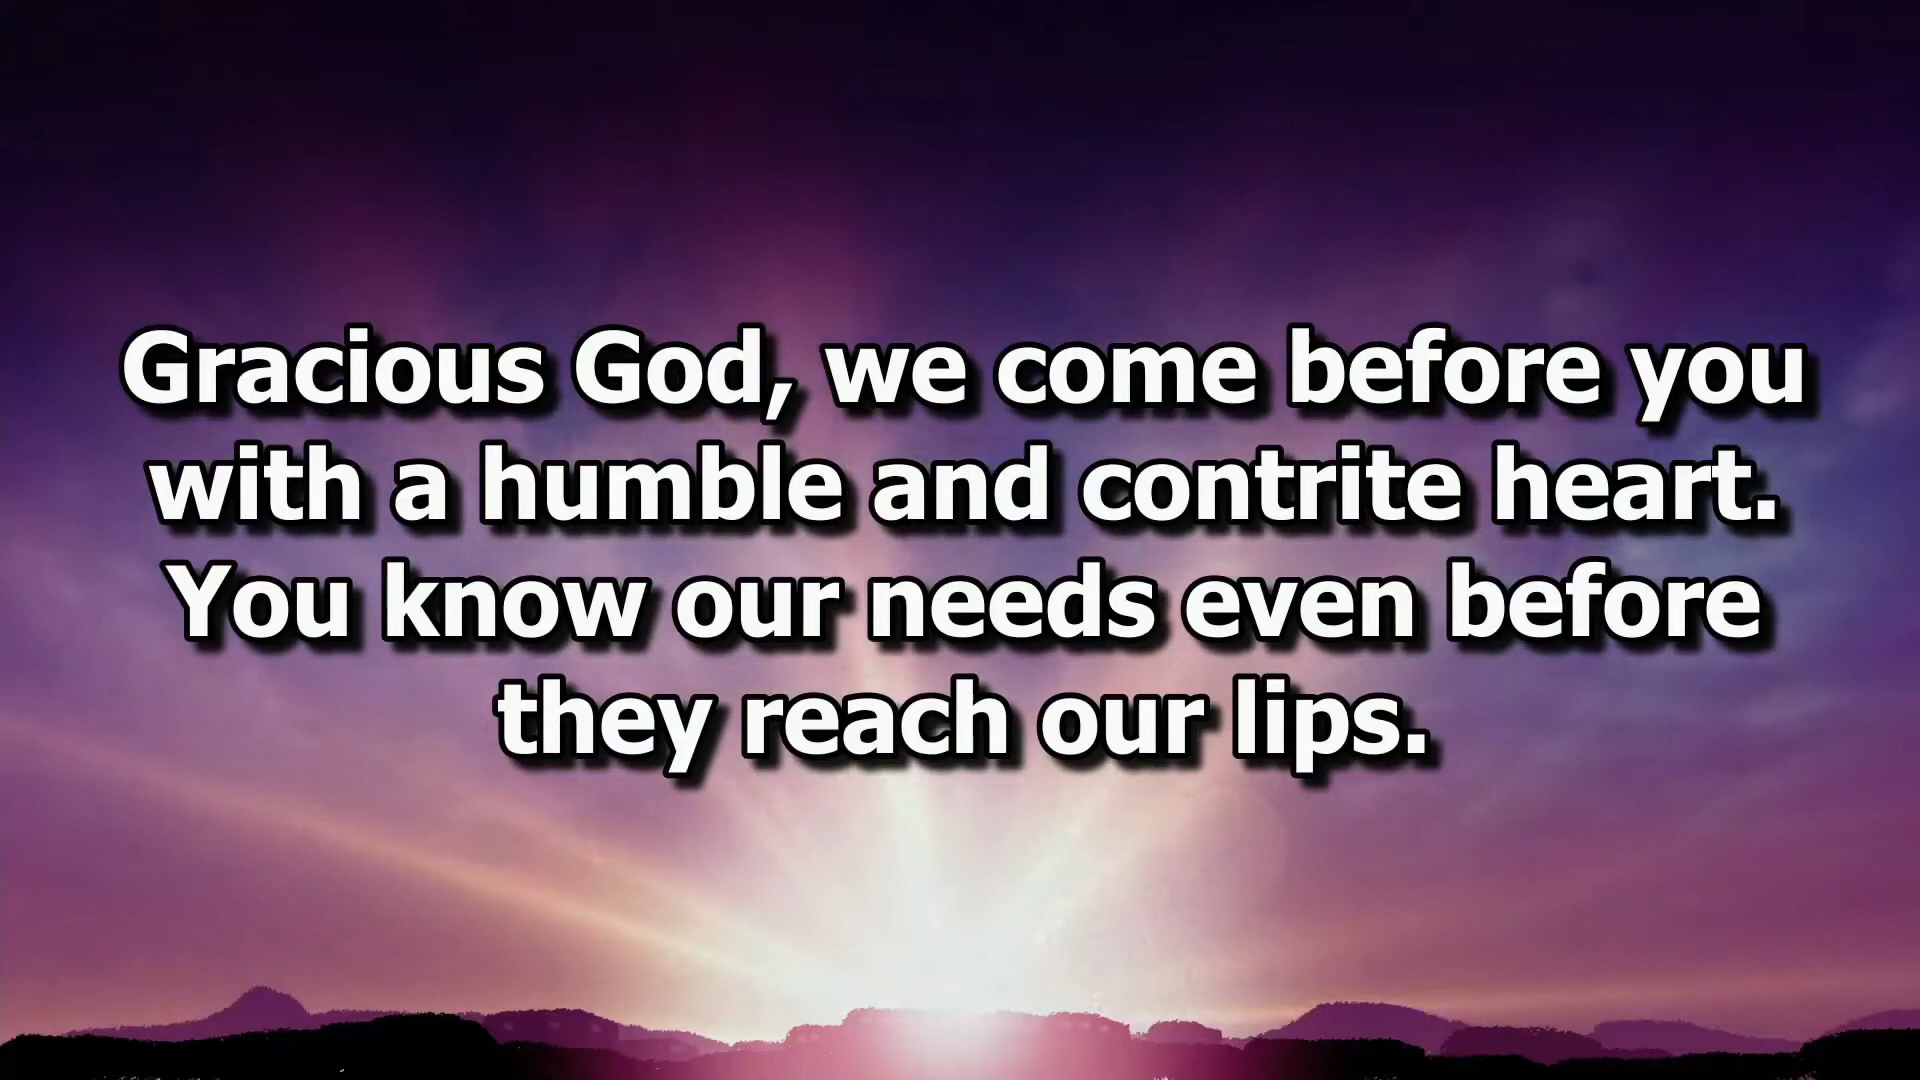 Gracious God, we come before you
with a humble and contrite heart.
You know our needs even before
they reach our lips.